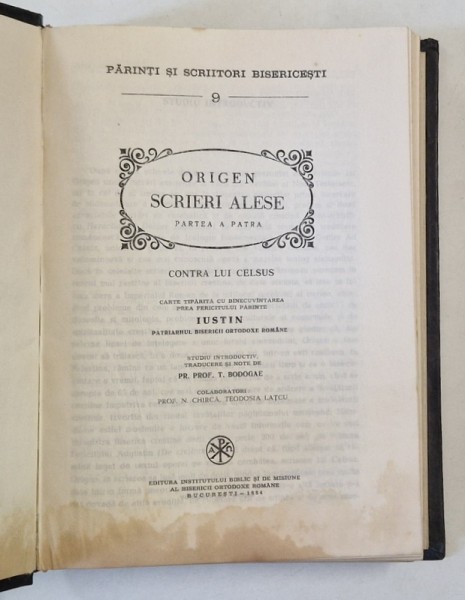 PĂRINȚI ȘI SCRIITORI BISERICEȘTI
9
ORIGEN
SCRIERI ALESE
PARTEA A PATRA
CONTRA LUI CELSUS
CARTE TIPĂRITĂ CU BINECUVÎNTAREA
PREA FERICITULUI PĂRINTE
IUSTIN
PATRIARHUL BISERICII ORTODOXE ROMÂNE
STUDIU INTRODUCTIV,
TRADUCERE ȘI NOTE DE
PR. PROF. T. BODOGAE
COLABORATORI:
PROF. N. CHIRCĂ, TEODOSIA LAȚCU
Α Ω
EDITURA INSTITUTULUI BIBLIC ȘI DE MISIUNE
AL BISERICII ORTODOXE ROMÂNE
BUCUREȘTI — 1984